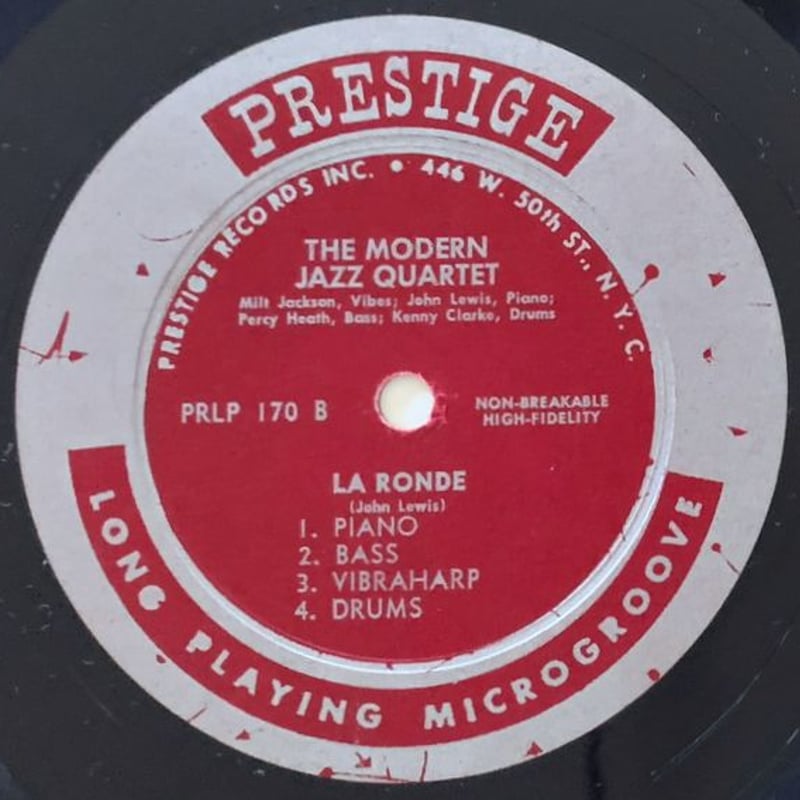 PRESTIGE
PRESTIGE RECORDS INC. • 446 W. 50th ST., N. Y. C.
THE MODERN
JAZZ QUARTET
Milt Jackson, Vibes; John Lewis, Piano;
Percy Heath, Bass; Kenny Clarke, Drums
PRLP 170 B
NON-BREAKABLE
HIGH-FIDELITY
LA RONDE
(John Lewis)
1. PIANO
2. BASS
3. VIBRAHARP
4. DRUMS
LONG PLAYING MICROGROOVE